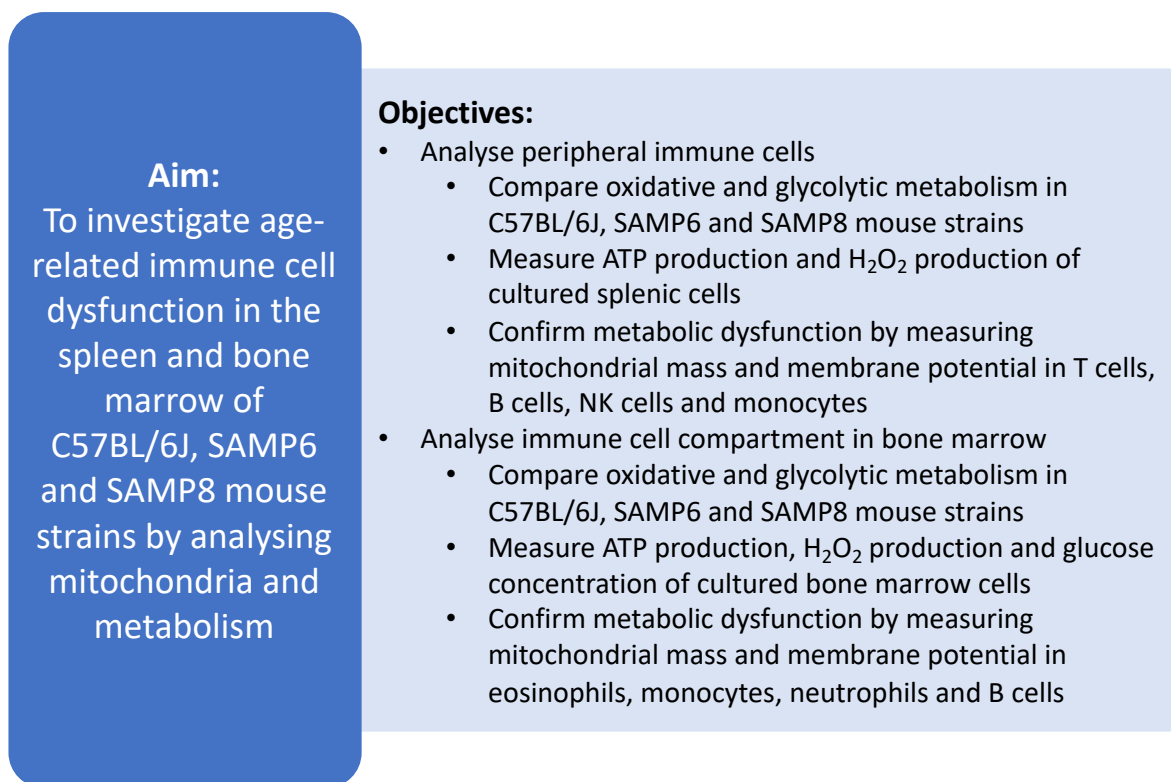 Aim:
To investigate age-
related immune cell
dysfunction in the
spleen and bone
marrow of
C57BL/6J, SAMP6
and SAMP8 mouse
strains by analysing
mitochondria and
metabolism
Objectives:
• Analyse peripheral immune cells
• Compare oxidative and glycolytic metabolism in
C57BL/6J, SAMP6 and SAMP8 mouse strains
• Measure ATP production and H₂O₂ production of
cultured splenic cells
• Confirm metabolic dysfunction by measuring
mitochondrial mass and membrane potential in T cells,
B cells, NK cells and monocytes
• Analyse immune cell compartment in bone marrow
• Compare oxidative and glycolytic metabolism in
C57BL/6J, SAMP6 and SAMP8 mouse strains
• Measure ATP production, H₂O₂ production and glucose
concentration of cultured bone marrow cells
• Confirm metabolic dysfunction by measuring
mitochondrial mass and membrane potential in
eosinophils, monocytes, neutrophils and B cells